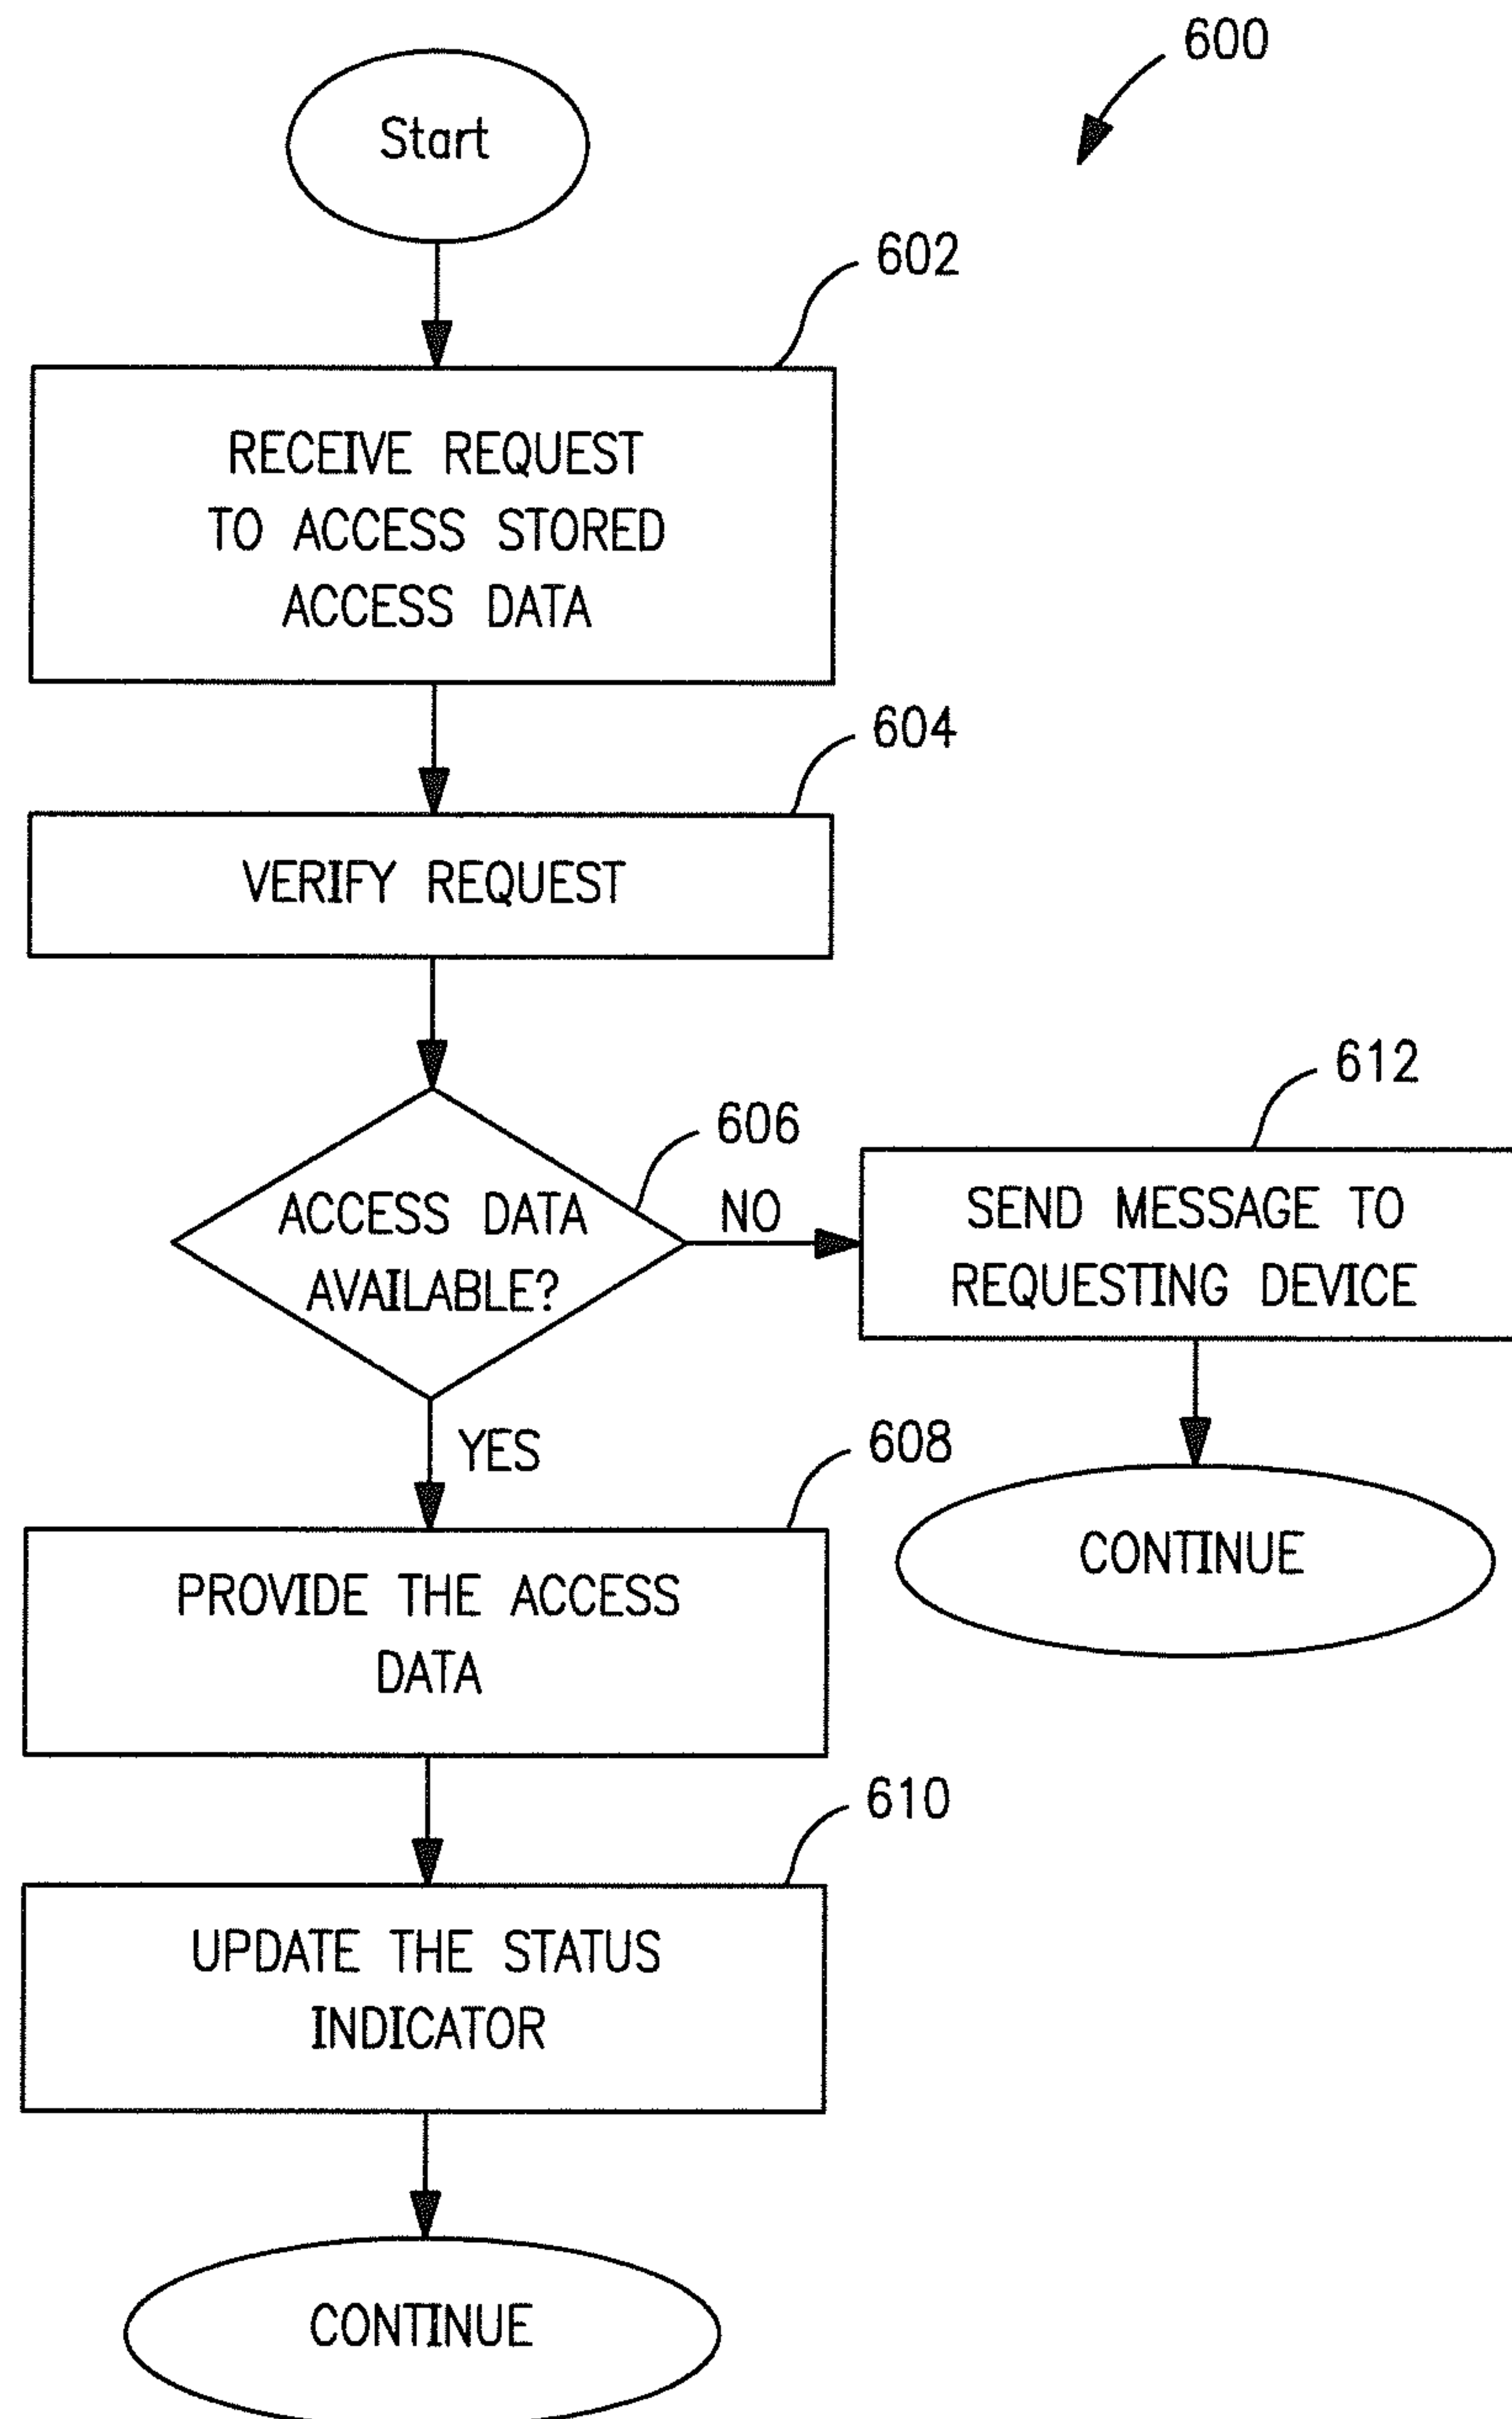 600
Start
602
RECEIVE REQUEST
TO ACCESS STORED
ACCESS DATA
604
VERIFY REQUEST
606
ACCESS DATA
AVAILABLE?
NO
612
SEND MESSAGE TO
REQUESTING DEVICE
YES
608
PROVIDE THE ACCESS
DATA
CONTINUE
610
UPDATE THE STATUS
INDICATOR
CONTINUE